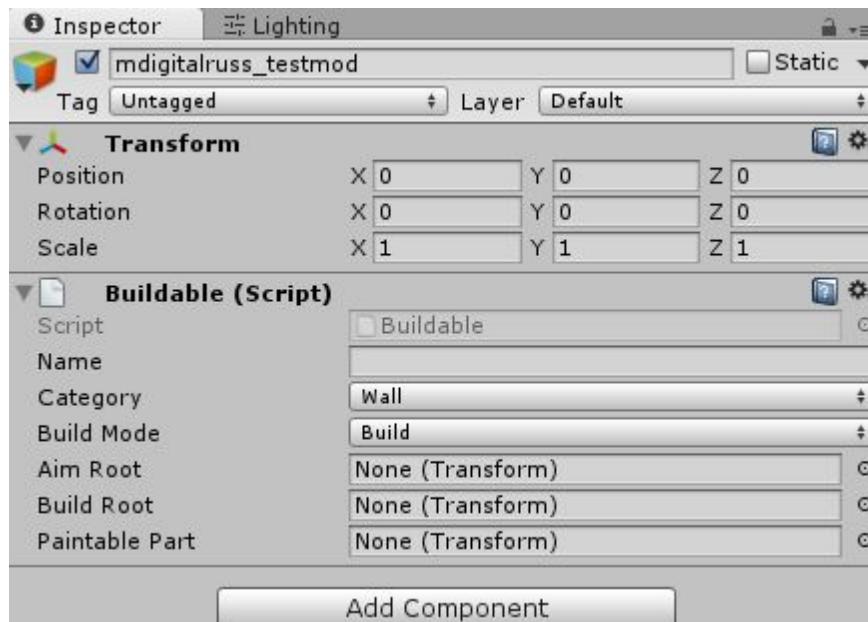 Inspector Lighting
mdigitalruss_testmod Static
Tag Untagged Layer Default
Transform
Position X 0 Y 0 Z 0
Rotation X 0 Y 0 Z 0
Scale X 1 Y 1 Z 1
Buildable (Script)
Script Buildable
Name
Category Wall
Build Mode Build
Aim Root None (Transform)
Build Root None (Transform)
Paintable Part None (Transform)
Add Component